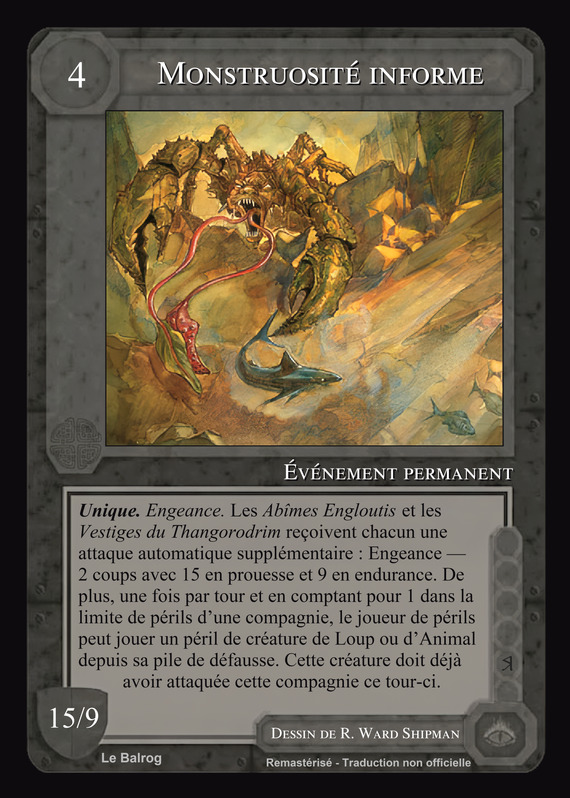 4
Monstruosité informe
Événement permanent
Unique. Engeance. Les Abîmes Engloutis et les
Vestiges du Thangorodrim reçoivent chacun une
attaque automatique supplémentaire : Engeance —
2 coups avec 15 en prouesse et 9 en endurance. De
plus, une fois par tour et en comptant pour 1 dans la
limite de périls d’une compagnie, le joueur de périls
peut jouer un péril de créature de Loup ou d’Animal
depuis sa pile de défausse. Cette créature doit déjà
avoir attaquée cette compagnie ce tour-ci.
15/9
Dessin de R. Ward Shipman
Le Balrog
Remastérisé - Traduction non officielle